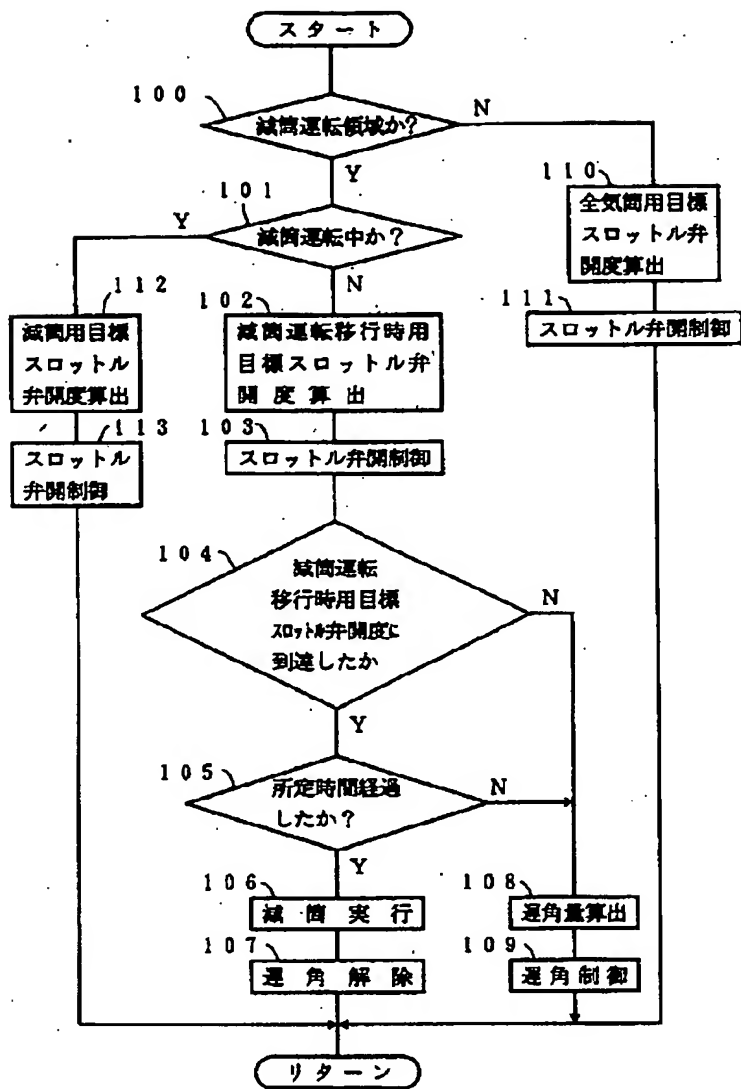 スタート
100
減筒運転領域か?
N
Y
101
減筒運転中か?
Y
N
110
全気筒用目標
スロットル弁
開度算出
111
スロットル弁開制御
112
減筒用目標
スロットル
弁開度算出
102
減筒運転移行時用
目標スロットル弁
開度算出
113
スロットル
弁開制御
103
スロットル弁開制御
104
減筒運転
移行時用目標
スロットル弁開度に
到達したか
N
Y
105
所定時間経過
したか?
N
Y
106
減筒実行
107
遅角解除
108
遅角量算出
109
遅角制御
リターン